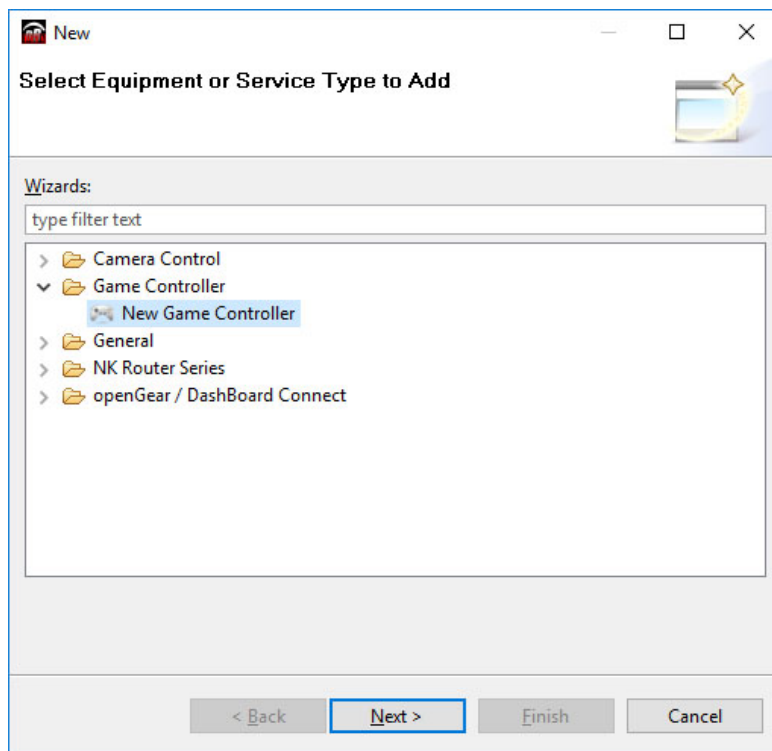 New
Select Equipment or Service Type to Add
Wizards:
type filter text
Camera Control
Game Controller
New Game Controller
General
NK Router Series
openGear / DashBoard Connect
< Back Next > Finish Cancel